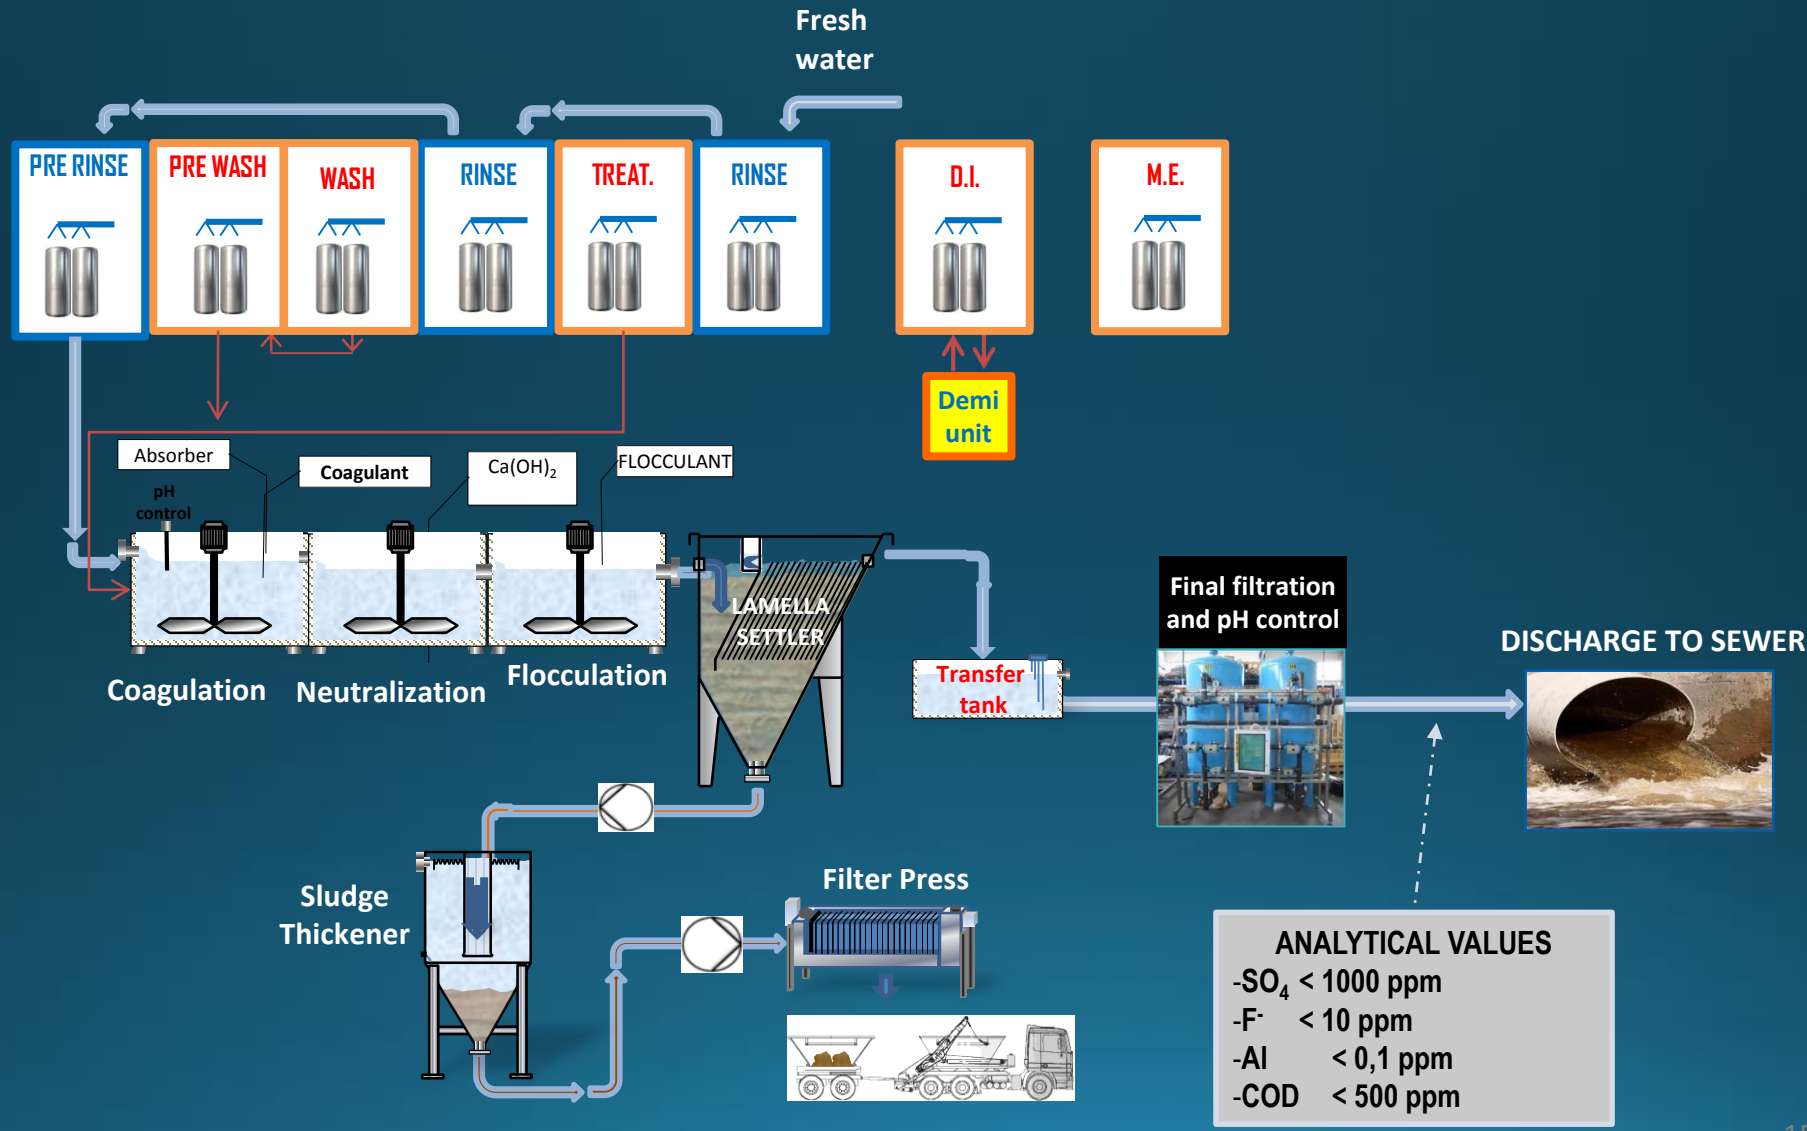 Fresh
water
PRE RINSE
PRE WASH
WASH
RINSE
TREAT.
RINSE
D.I.
M.E.
Demi
unit
Absorber
Coagulant
Ca(OH)₂
FLOCCULANT
pH
control
LAMELLA
SETTLER
Coagulation
Neutralization
Flocculation
Transfer
tank
Final filtration
and pH control
DISCHARGE TO SEWER
Sludge
Thickener
Filter Press
ANALYTICAL VALUES
-SO₄ < 1000 ppm
-F⁻ < 10 ppm
-Al < 0,1 ppm
-COD < 500 ppm